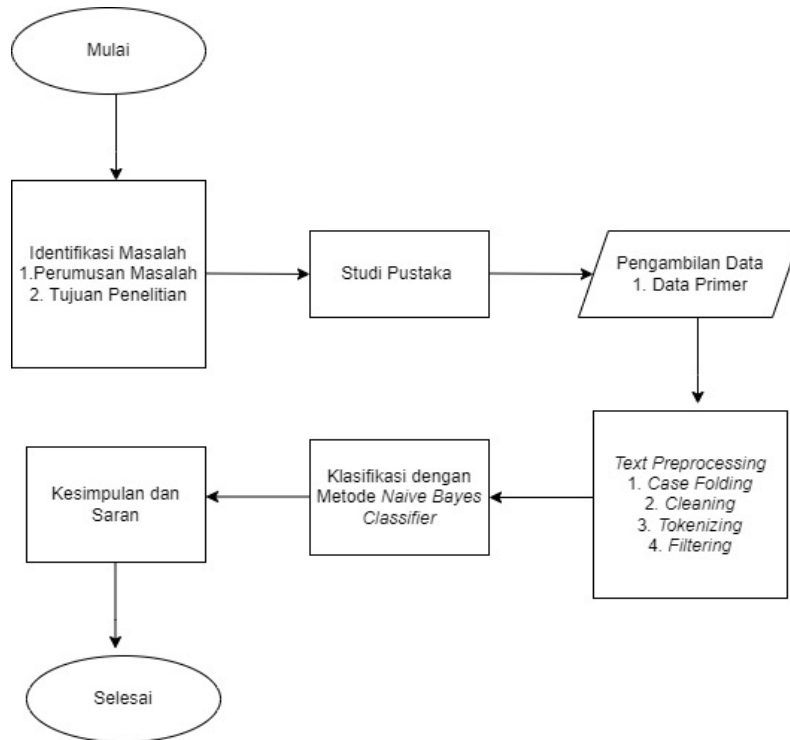 Mulai
Identifikasi Masalah
1.Perumusan Masalah
2. Tujuan Penelitian
Studi Pustaka
Pengambilan Data
1. Data Primer
Text Preprocessing
1. Case Folding
2. Cleaning
3. Tokenizing
4. Filtering
Klasifikasi dengan
Metode Naive Bayes
Classifier
Kesimpulan dan
Saran
Selesai